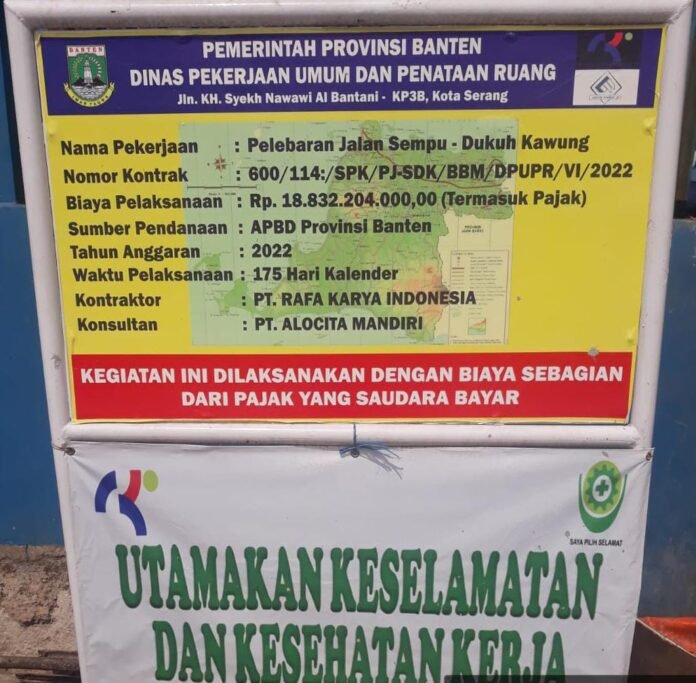 BANTEN
PEMERINTAH PROVINSI BANTEN
DINAS PEKERJAAN UMUM DAN PENATAAN RUANG
Jln. KH. Syekh Nawawi Al Bantani - KP3B, Kota Serang
Nama Pekerjaan : Pelebaran Jalan Sempu - Dukuh Kawung
Nomor Kontrak : 600/114:/SPK/PJ-SDK/BBM/DPUPR/VI/2022
Biaya Pelaksanaan : Rp. 18.832.204.000,00 (Termasuk Pajak)
Sumber Pendanaan : APBD Provinsi Banten
Tahun Anggaran : 2022
Waktu Pelaksanaan : 175 Hari Kalender
Kontraktor : PT. RAFA KARYA INDONESIA
Konsultan : PT. ALOCITA MANDIRI
KEGIATAN INI DILAKSANAKAN DENGAN BIAYA SEBAGIAN
DARI PAJAK YANG SAUDARA BAYAR
SAYA PILIH SELAMAT
UTAMAKAN KESELAMATAN
DAN KESEHATAN KERJA